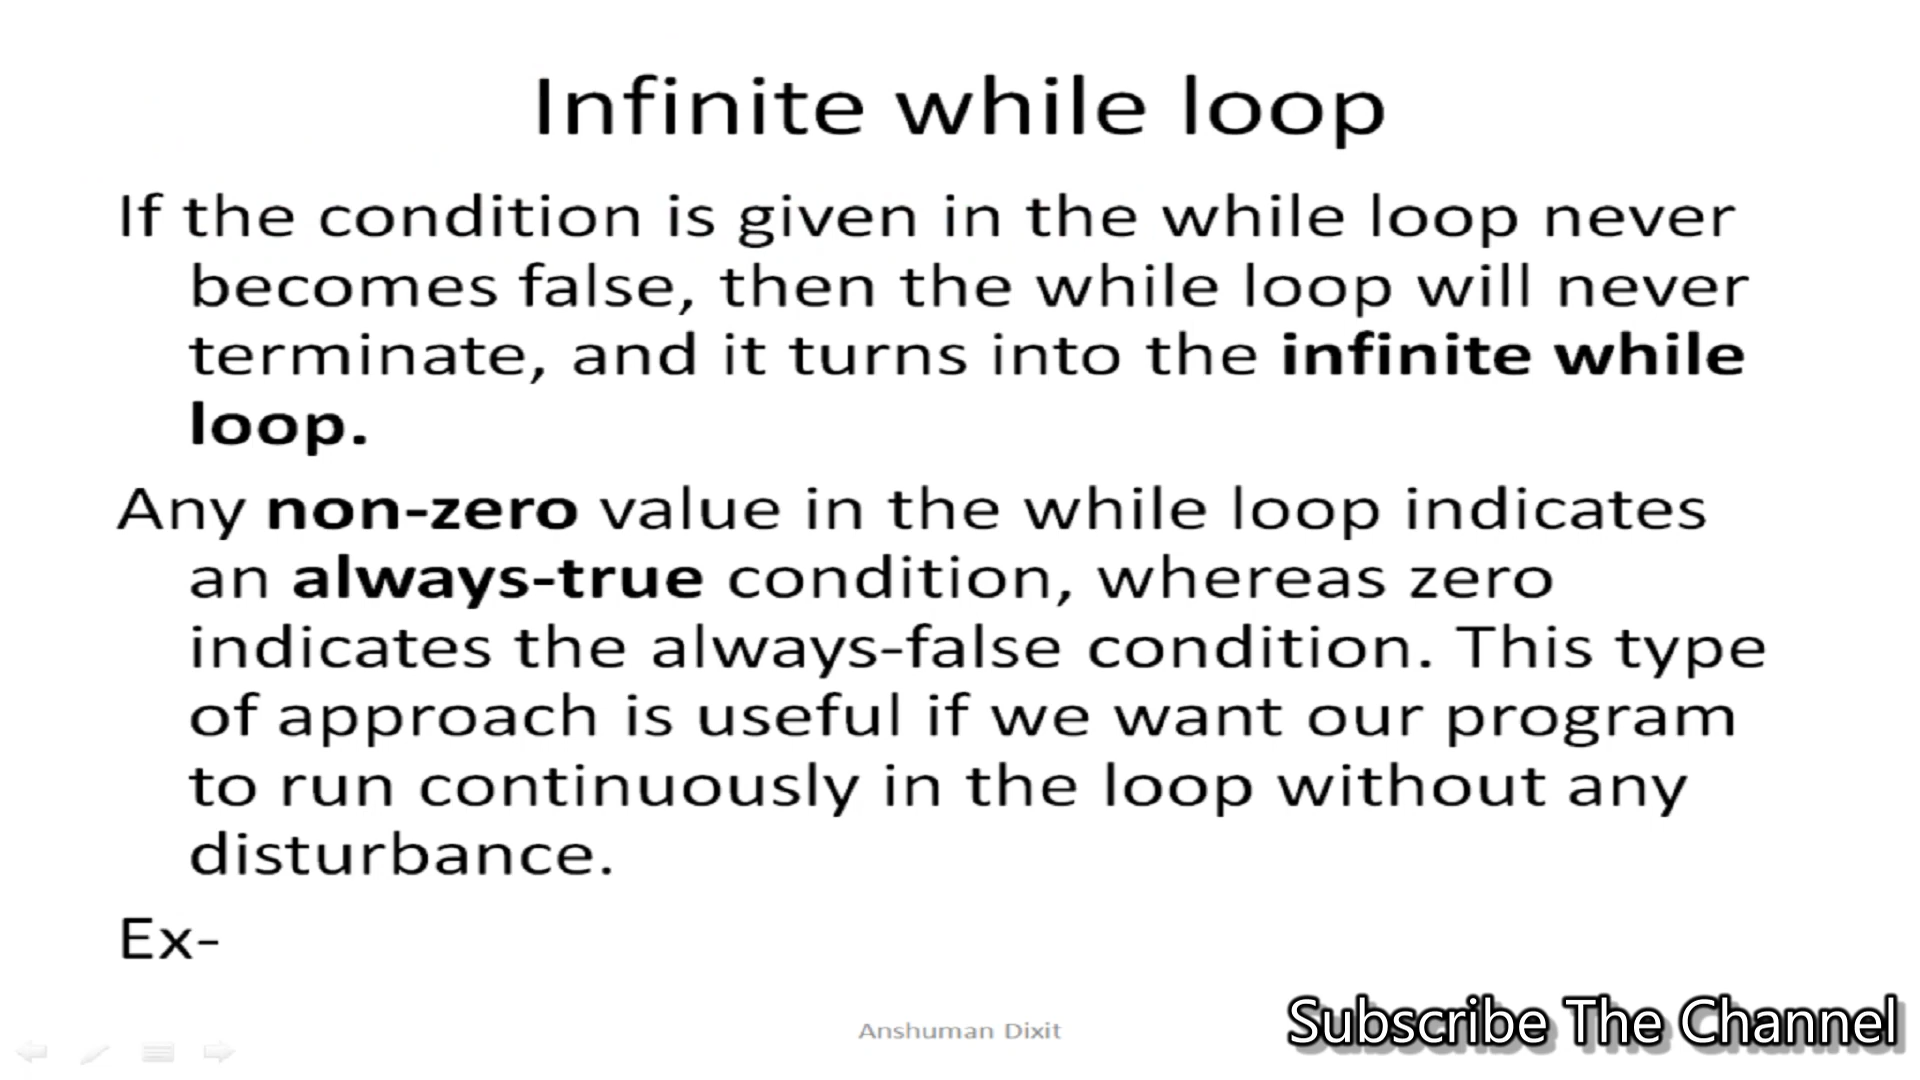 Infinite while loop
If the condition is given in the while loop never
becomes false, then the while loop will never
terminate, and it turns into the infinite while
loop.
Any non-zero value in the while loop indicates
an always-true condition, whereas zero
indicates the always-false condition. This type
of approach is useful if we want our program
to run continuously in the loop without any
disturbance.
Ex-
Anshuman Dixit
Subscribe The Channel